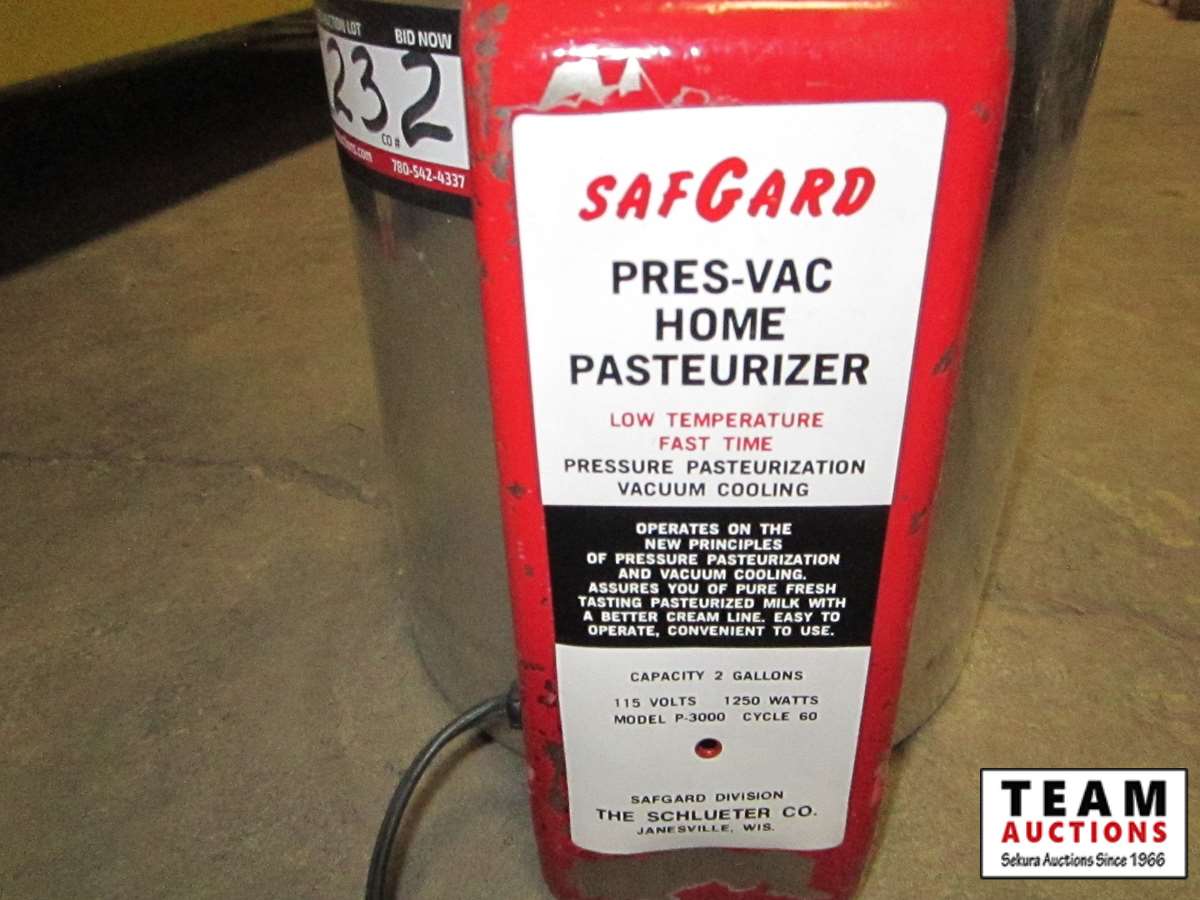 AUCTION LOT BID NOW
232
CO #
780-542-4337
SAFGARD
PRES-VAC
HOME
PASTEURIZER
LOW TEMPERATURE
FAST TIME
PRESSURE PASTEURIZATION
VACUUM COOLING
OPERATES ON THE
NEW PRINCIPLES
OF PRESSURE PASTEURIZATION
AND VACUUM COOLING.
ASSURES YOU OF PURE FRESH
TASTING PASTEURIZED MILK WITH
A BETTER CREAM LINE. EASY TO
OPERATE, CONVENIENT TO USE.
CAPACITY 2 GALLONS
115 VOLTS 1250 WATTS
MODEL P-3000 CYCLE 60
SAFGARD DIVISION
THE SCHLUETER CO.
JANESVILLE, WIS.
TEAM
AUCTIONS
Sekura Auctions Since 1966